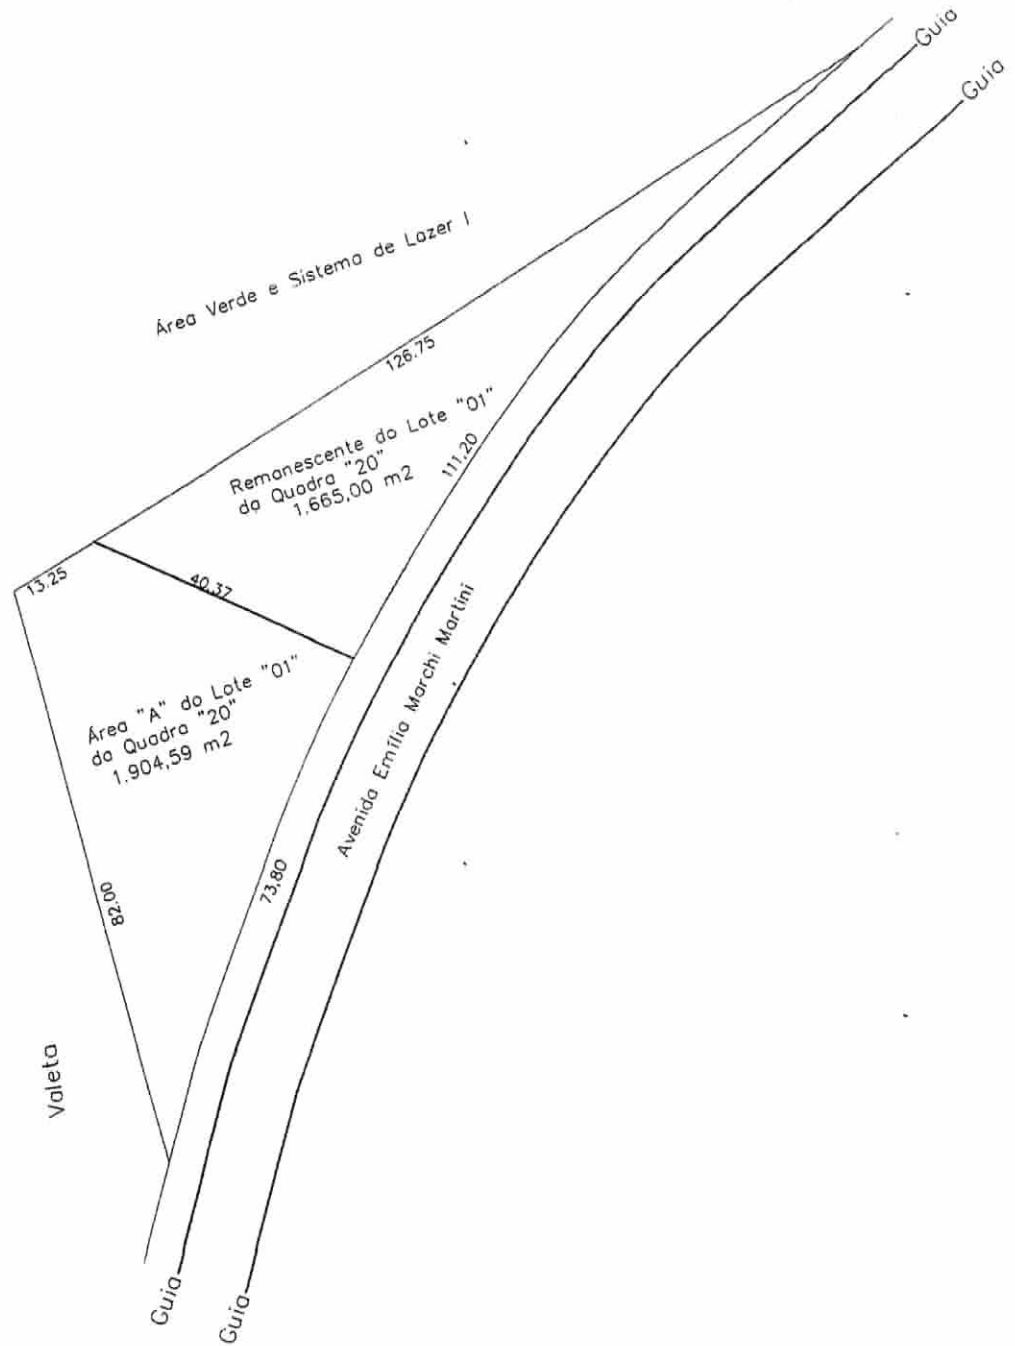 Guia
Guia
Área Verde e Sistema de Lazer I
126.75
Remanescente do Lote "01"
da Quadra "20"
1.665,00 m2
111,20
13.25
40,37
Área "A" do Lote "01"
da Quadra "20"
1.904,59 m2
Avenida Emília Marchi Martini
73,80
82.00
Valeta
Guia
Guia